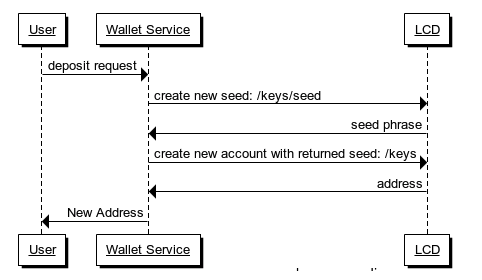 User
Wallet Service
LCD
deposit request
create new seed: /keys/seed
seed phrase
create new account with returned seed: /keys
address
New Address
User
Wallet Service
LCD